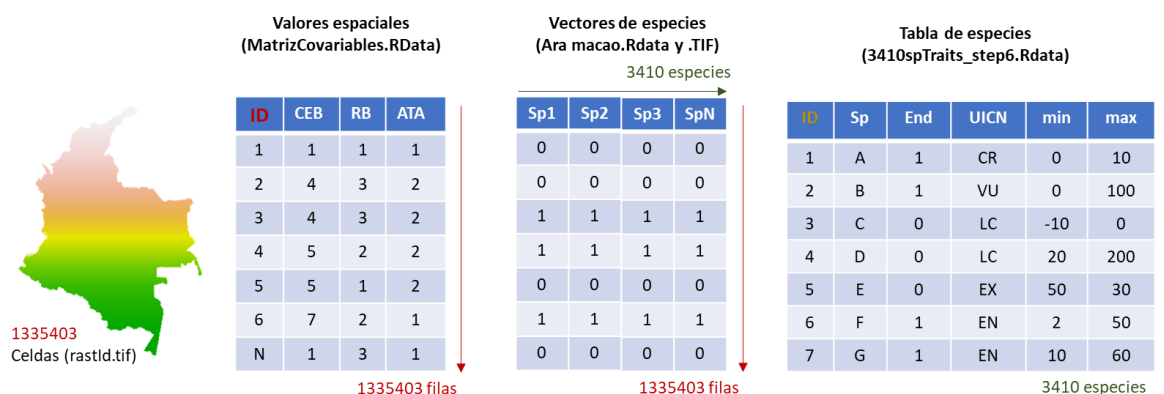 Valores espaciales
(MatrizCovariables.RData)
ID CEB RB ATA
1 1 1 1
2 4 3 2
3 4 3 2
4 5 2 2
5 5 1 2
6 7 2 1
N 1 3 1
1335403 filas
1335403
Celdas (rastId.tif)
Vectores de especies
(Ara macao.Rdata y .TIF)
3410 especies
Sp1 Sp2 Sp3 SpN
0 0 0 0
0 0 0 0
1 1 1 1
1 1 1 1
0 0 0 0
1 1 1 1
0 0 0 0
1335403 filas
Tabla de especies
(3410spTraits_step6.Rdata)
ID Sp End UICN min max
1 A 1 CR 0 10
2 B 1 VU 0 100
3 C 0 LC -10 0
4 D 0 LC 20 200
5 E 0 EX 50 30
6 F 1 EN 2 50
7 G 1 EN 10 60
3410 especies